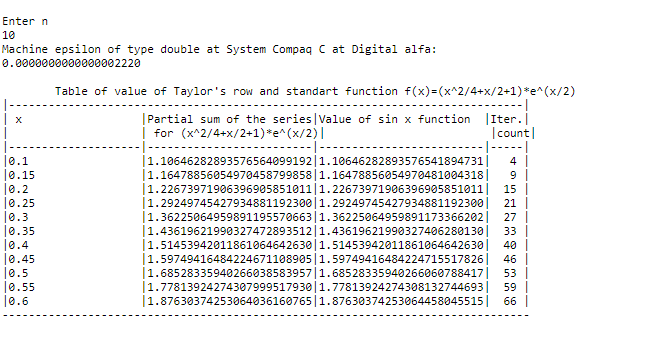 Enter n
10
Machine epsilon of type double at System Compaq C at Digital alfa:
0.0000000000000002220
Table of value of Taylor's row and standart function f(x)=(x^2/4+x/2+1)*e^(x/2)
|-------------------------------------------------------------------------------|
| x |Partial sum of the series|Value of sin x function |Iter.|
| | for (x^2/4+x/2+1)*e^(x/2)| |count|
|--------------------|-------------------------|-------------------------|-----|
|0.1 |1.10646282893576564099192|1.10646282893576541894731| 4 |
|0.15 |1.16478856054970458799858|1.16478856054970481004318| 9 |
|0.2 |1.22673971906396905851011|1.22673971906396905851011| 15 |
|0.25 |1.29249745427934881192300|1.29249745427934881192300| 21 |
|0.3 |1.36225064959891195570663|1.36225064959891173366202| 27 |
|0.35 |1.43619621990327472893512|1.43619621990327406280130| 33 |
|0.4 |1.51453942011861064642630|1.51453942011861064642630| 40 |
|0.45 |1.59749416484224671108905|1.59749416484224715517826| 46 |
|0.5 |1.68528335940266038583957|1.68528335940266060788417| 53 |
|0.55 |1.77813924274307999517930|1.77813924274308132744693| 59 |
|0.6 |1.87630374253064036160765|1.87630374253064458045515| 66 |
--------------------------------------------------------------------------------